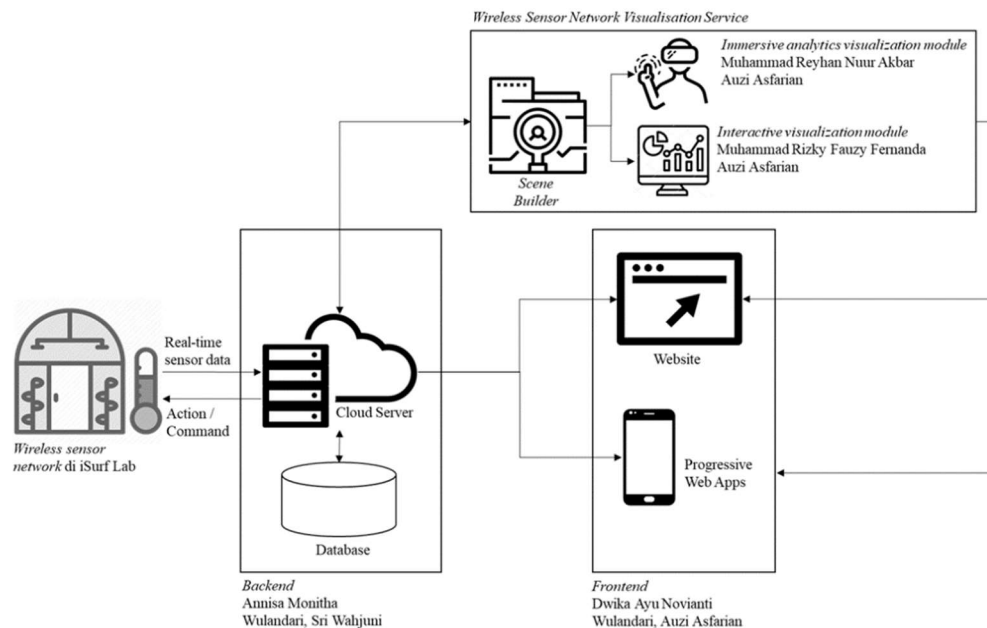 Wireless Sensor Network Visualisation Service
Immersive analytics visualization module
Muhammad Reyhan Nuur Akbar
Auzi Asfarian
Interactive visualization module
Muhammad Rizky Fauzy Fernanda
Auzi Asfarian
Scene
Builder
Real-time
sensor data
Action /
Command
Wireless sensor
network di iSurf Lab
Cloud Server
Database
Website
Progressive
Web Apps
Backend
Annisa Monitha
Wulandari, Sri Wahjuni
Frontend
Dwika Ayu Novianti
Wulandari, Auzi Asfarian